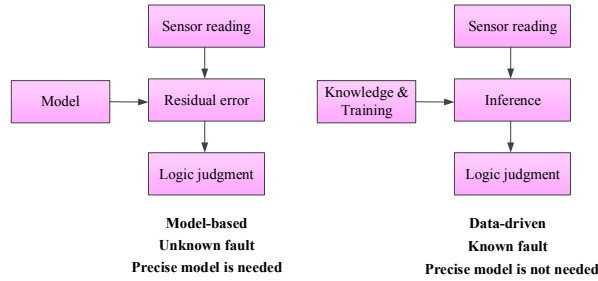 Sensor reading
Model
Residual error
Logic judgment
Model-based
Unknown fault
Precise model is needed
Sensor reading
Knowledge &
Training
Inference
Logic judgment
Data-driven
Known fault
Precise model is not needed